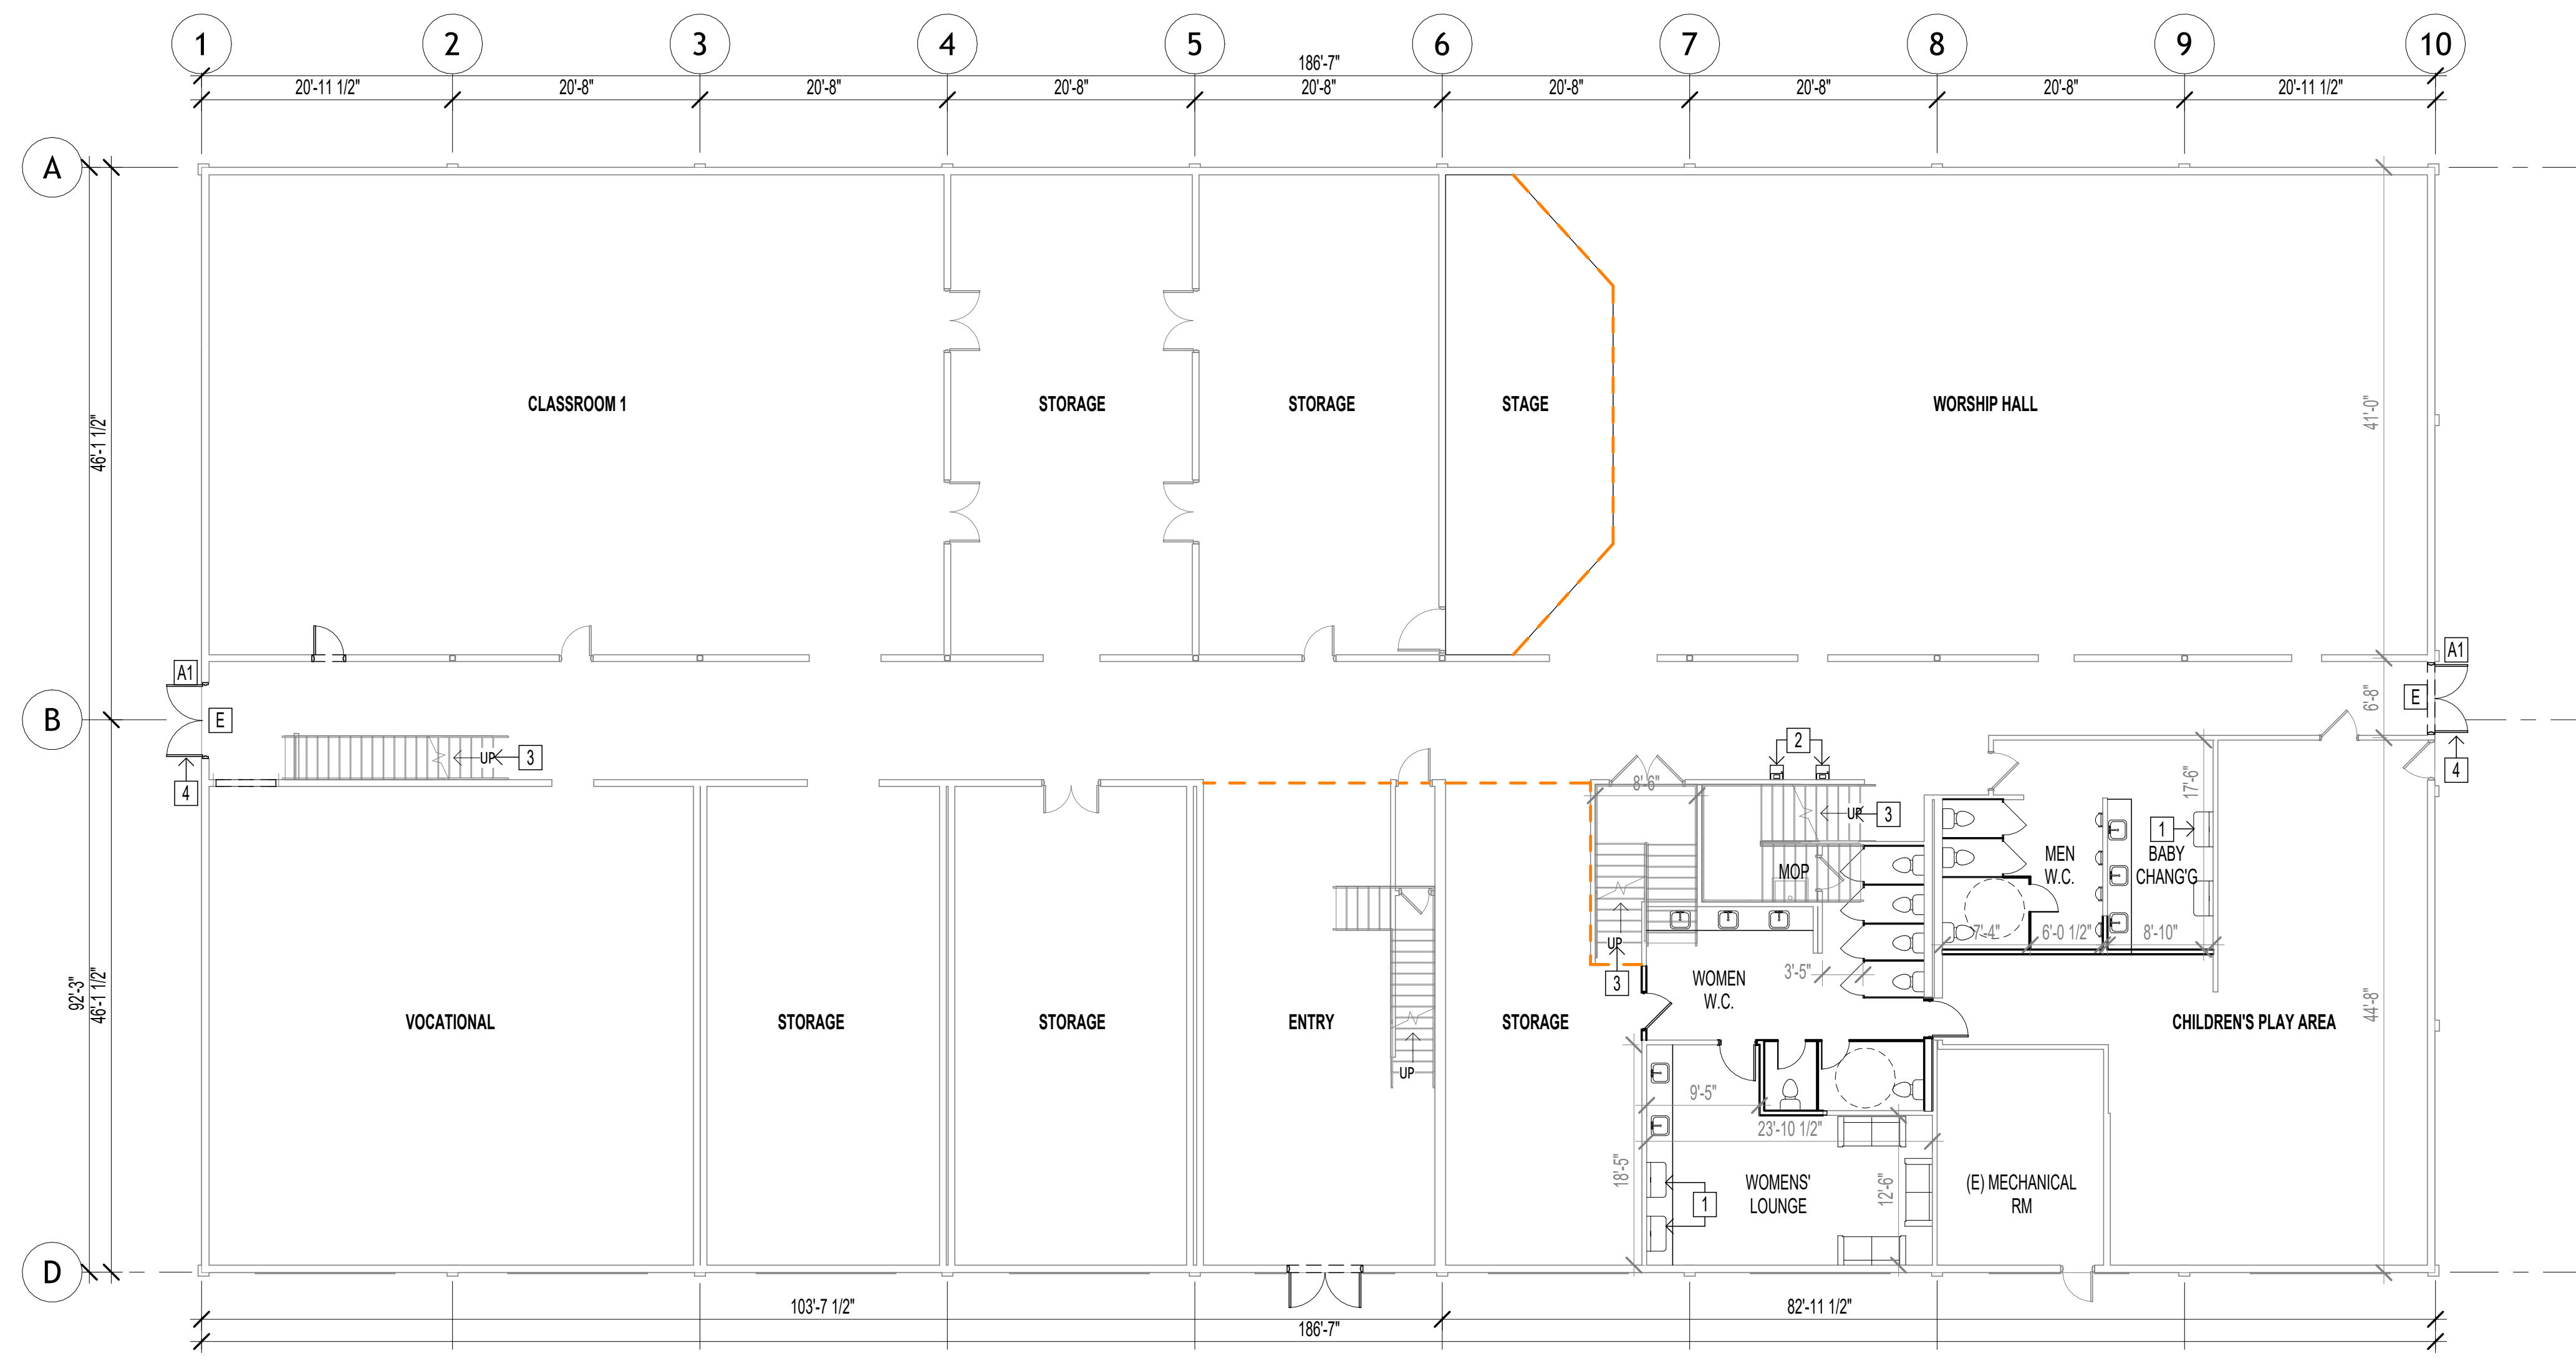 1 2 3 4 5 6 7 8 9 10
186'-7"
20'-11 1/2" 20'-8" 20'-8" 20'-8" 20'-8" 20'-8" 20'-8" 20'-8" 20'-11 1/2"
A
CLASSROOM 1
STORAGE
STORAGE
STAGE
WORSHIP HALL
41'-0"
46'-1 1/2"
A1
A1
B
E
E
6'-8"
4
4
UP
3
2
8'-6"
UP
3
17'-6"
1
MOP
MEN
W.C.
BABY
CHANG'G
7'-4"
6'-0 1/2"
8'-10"
UP
3
WOMEN
W.C.
3'-5"
92'-3"
46'-1 1/2"
VOCATIONAL
STORAGE
STORAGE
ENTRY
STORAGE
CHILDREN'S PLAY AREA
44'-8"
UP
9'-5"
23'-10 1/2"
18'-5"
12'-6"
WOMENS'
LOUNGE
1
(E) MECHANICAL
RM
D
103'-7 1/2"
82'-11 1/2"
186'-7"